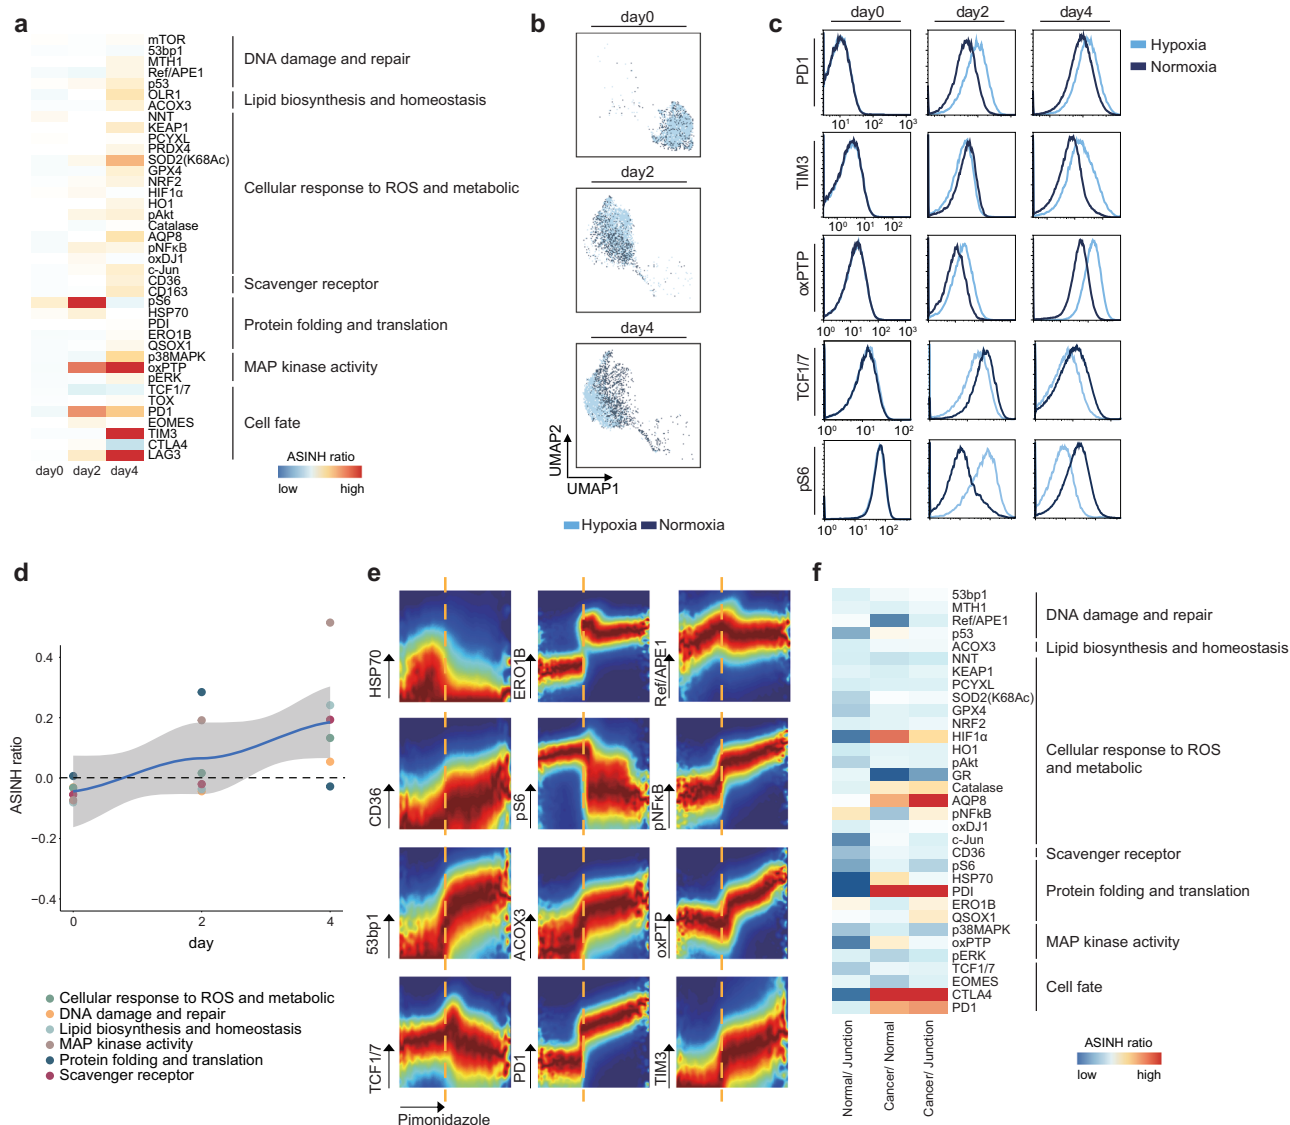 a
mTOR
53bp1
MTH1
Ref/APE1
p53
OLR1
ACOX3
NNT
KEAP1
PCYXL
PRDX4
SOD2(K68Ac)
GPX4
NRF2
HIF1α
HO1
pAkt
Catalase
AQP8
pNFκB
oxDJ1
c-Jun
CD36
CD163
pS6
HSP70
PDI
ERO1B
QSOX1
p38MAPK
oxPTP
pERK
TCF1/7
TOX
PD1
EOMES
TIM3
CTLA4
LAG3
DNA damage and repair
Lipid biosynthesis and homeostasis
Cellular response to ROS and metabolic
Scavenger receptor
Protein folding and translation
MAP kinase activity
Cell fate
day0 day2 day4
ASINH ratio
low high
b
day0
day2
day4
UMAP2
UMAP1
Hypoxia Normoxia
c
day0 day2 day4
Hypoxia
Normoxia
PD1
10¹ 10² 10³
TIM3
10⁰ 10¹ 10²
oxPTP
10⁰ 10¹ 10² 10³
TCF1/7
10⁰ 10¹ 10²
pS6
10⁰ 10¹ 10²
d
ASINH ratio
0.4
0.2
0.0
−0.2
−0.4
0 2 4
day
Cellular response to ROS and metabolic
DNA damage and repair
Lipid biosynthesis and homeostasis
MAP kinase activity
Protein folding and translation
Scavenger receptor
e
HSP70
ERO1B
Ref/APE1
CD36
pS6
pNFκB
53bp1
ACOX3
oxPTP
TCF1/7
PD1
TIM3
Pimonidazole
f
53bp1
MTH1
Ref/APE1
p53
ACOX3
NNT
KEAP1
PCYXL
SOD2(K68Ac)
GPX4
NRF2
HIF1α
HO1
pAkt
GR
Catalase
AQP8
pNFkB
oxDJ1
c-Jun
CD36
pS6
HSP70
PDI
ERO1B
QSOX1
p38MAPK
oxPTP
pERK
TCF1/7
EOMES
CTLA4
PD1
DNA damage and repair
Lipid biosynthesis and homeostasis
Cellular response to ROS
and metabolic
Scavenger receptor
Protein folding and translation
MAP kinase activity
Cell fate
Normal/ Junction
Cancer/ Normal
Cancer/ Junction
ASINH ratio
low high